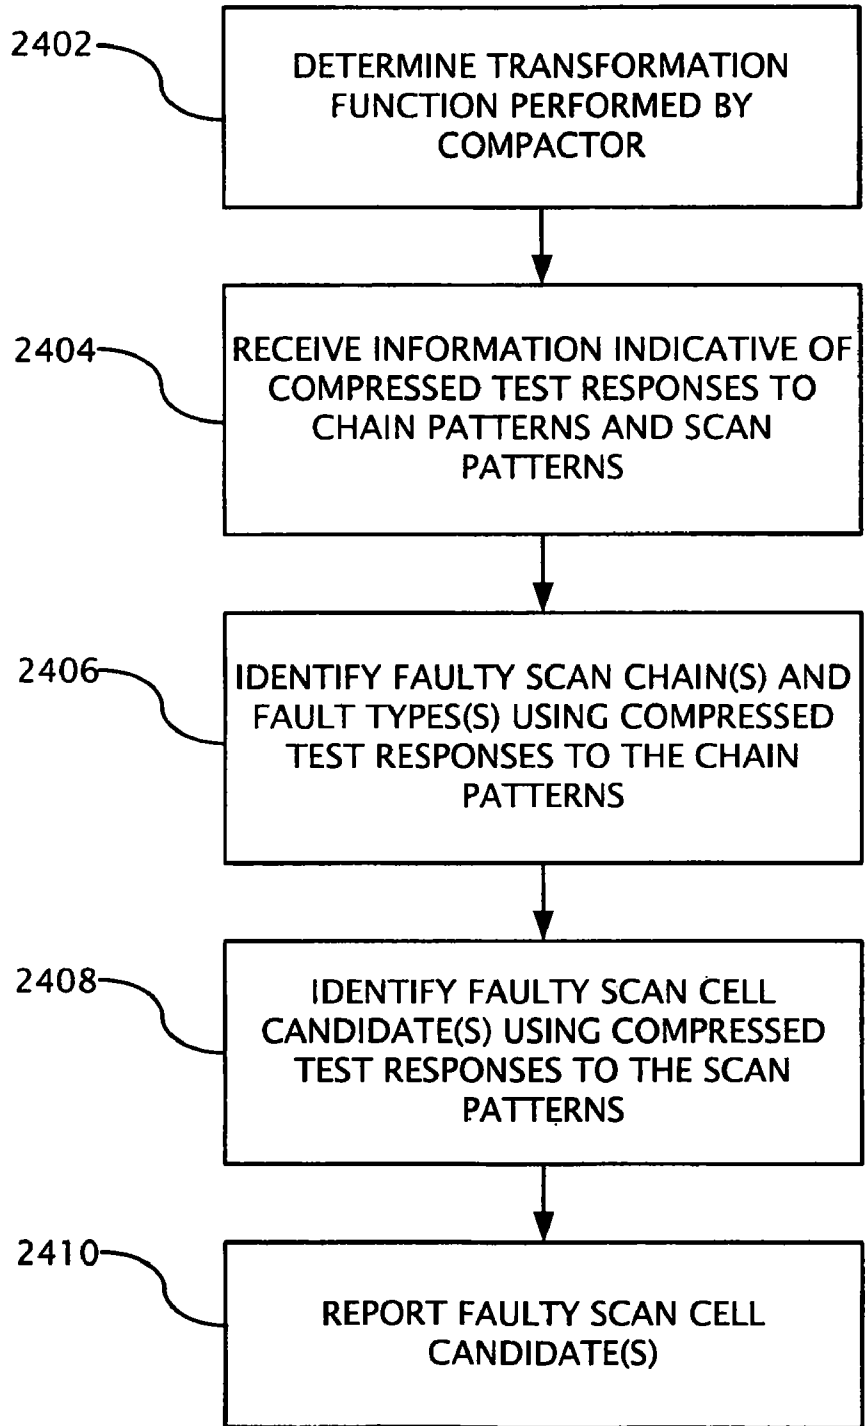 2402
DETERMINE TRANSFORMATION
FUNCTION PERFORMED BY
COMPACTOR
2404
RECEIVE INFORMATION INDICATIVE OF
COMPRESSED TEST RESPONSES TO
CHAIN PATTERNS AND SCAN
PATTERNS
2406
IDENTIFY FAULTY SCAN CHAIN(S) AND
FAULT TYPES(S) USING COMPRESSED
TEST RESPONSES TO THE CHAIN
PATTERNS
2408
IDENTIFY FAULTY SCAN CELL
CANDIDATE(S) USING COMPRESSED
TEST RESPONSES TO THE SCAN
PATTERNS
2410
REPORT FAULTY SCAN CELL
CANDIDATE(S)